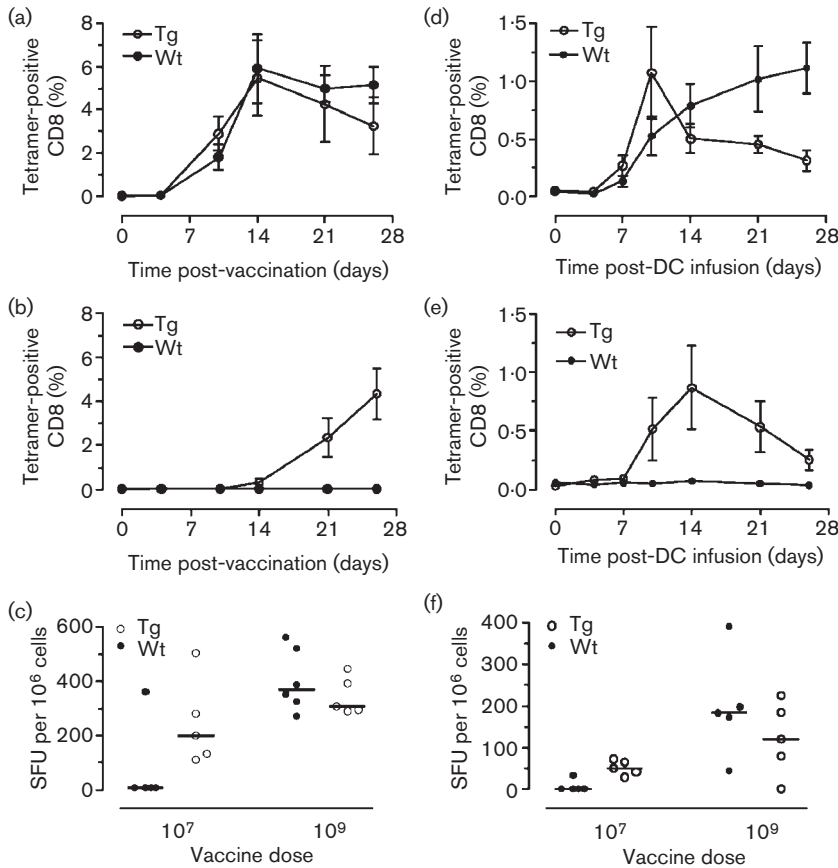 (a)
Tg
Wt
Tetramer-positive
CD8 (%)
8
6
4
2
0
0 7 14 21 28
Time post-vaccination (days)
(d)
Tg
Wt
Tetramer-positive
CD8 (%)
1·5
1·0
0·5
0·0
0 7 14 21 28
Time post-DC infusion (days)
(b)
Tg
Wt
Tetramer-positive
CD8 (%)
8
6
4
2
0
0 7 14 21 28
Time post-vaccination (days)
(e)
Tg
Wt
Tetramer-positive
CD8 (%)
1·5
1·0
0·5
0·0
0 7 14 21 28
Time post-DC infusion (days)
(c)
Tg
Wt
SFU per 10⁶ cells
600
400
200
0
10⁷ 10⁹
Vaccine dose
(f)
Tg
Wt
SFU per 10⁶ cells
400
300
200
100
0
10⁷ 10⁹
Vaccine dose